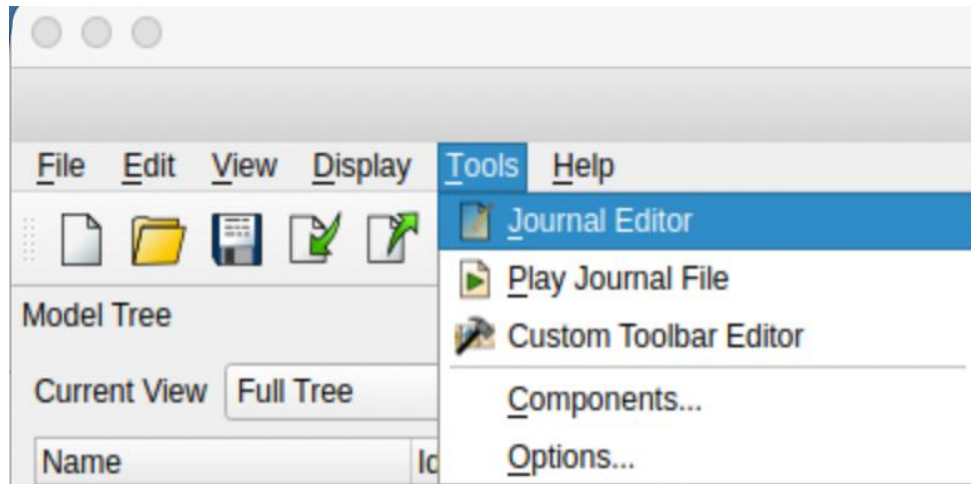 File Edit View Display Tools Help
Journal Editor
Play Journal File
Model Tree
Custom Toolbar Editor
Current View Full Tree
Components...
Name
Options...